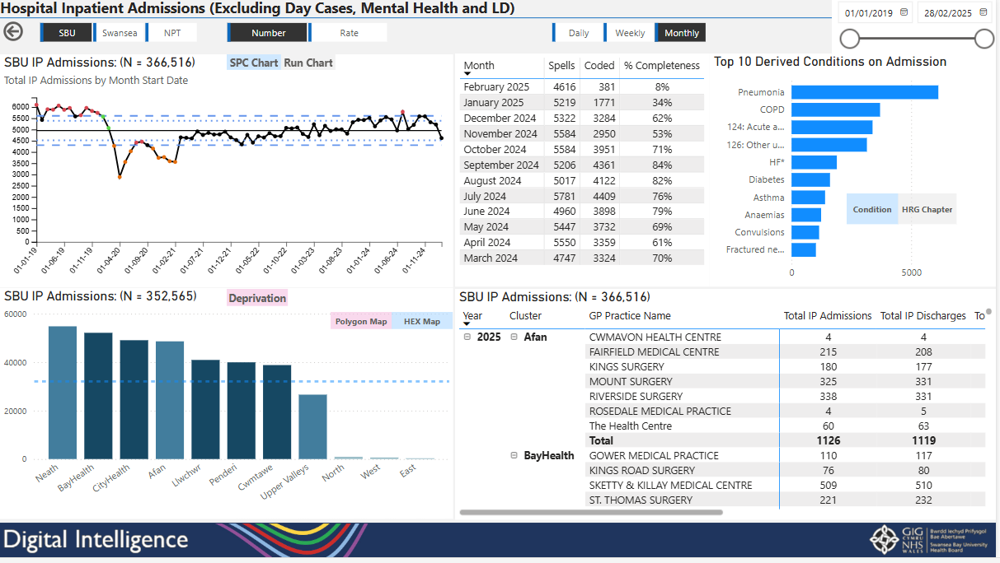 Hospital Inpatient Admissions (Excluding Day Cases, Mental Health and LD)
01/01/2019 28/02/2025
SBU Swansea NPT Number Rate Daily Weekly Monthly
SBU IP Admissions: (N = 366,516) SPC Chart Run Chart
Total IP Admissions by Month Start Date
6000
5500
5000
4500
4000
3500
3000
2500
2000
1500
1000
500
0
01-01-19 01-06-19 01-11-19 01-04-20 01-09-20 01-02-21 01-07-21 01-12-21 01-05-22 01-10-22 01-03-23 01-08-23 01-01-24 01-06-24 01-11-24
Month Spells Coded % Completeness
February 2025 4616 381 8%
January 2025 5219 1771 34%
December 2024 5322 3284 62%
November 2024 5584 2950 53%
October 2024 5584 3951 71%
September 2024 5206 4361 84%
August 2024 5017 4122 82%
July 2024 5781 4409 76%
June 2024 4960 3898 79%
May 2024 5447 3732 69%
April 2024 5550 3359 61%
March 2024 4747 3324 70%
Top 10 Derived Conditions on Admission
Pneumonia
COPD
124: Acute a...
126: Other u...
HF*
Diabetes
Asthma
Anaemias
Convulsions
Fractured ne...
0 5000
Condition HRG Chapter
SBU IP Admissions: (N = 352,565) Deprivation
Polygon Map HEX Map
60000
40000
20000
0
Neath BayHealth CityHealth Afan Llwchwr Penderi Cwmtawe Upper Valleys North West East
SBU IP Admissions: (N = 366,516)
Year Cluster GP Practice Name Total IP Admissions Total IP Discharges To
2025 Afan CWMAVON HEALTH CENTRE 4 4
FAIRFIELD MEDICAL CENTRE 215 208
KINGS SURGERY 180 177
MOUNT SURGERY 325 331
RIVERSIDE SURGERY 338 331
ROSEDALE MEDICAL PRACTICE 4 5
The Health Centre 60 63
Total 1126 1119
BayHealth GOWER MEDICAL PRACTICE 110 117
KINGS ROAD SURGERY 76 80
SKETTY & KILLAY MEDICAL CENTRE 509 510
ST. THOMAS SURGERY 221 232
Digital Intelligence
GIG
CYMRU
NHS
WALES
Bwrdd Iechyd Prifysgol
Bae Abertawe
Swansea Bay University
Health Board